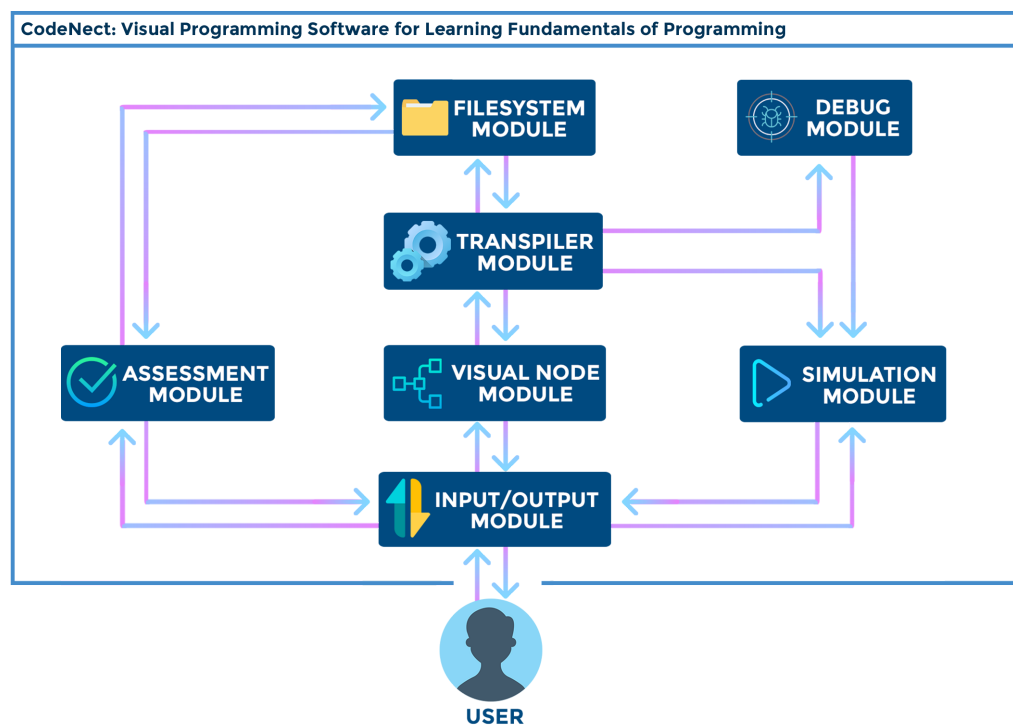 CodeNect: Visual Programming Software for Learning Fundamentals of Programming
FILESYSTEM
MODULE
DEBUG
MODULE
TRANSPILER
MODULE
ASSESSMENT
MODULE
VISUAL NODE
MODULE
SIMULATION
MODULE
INPUT/OUTPUT
MODULE
USER